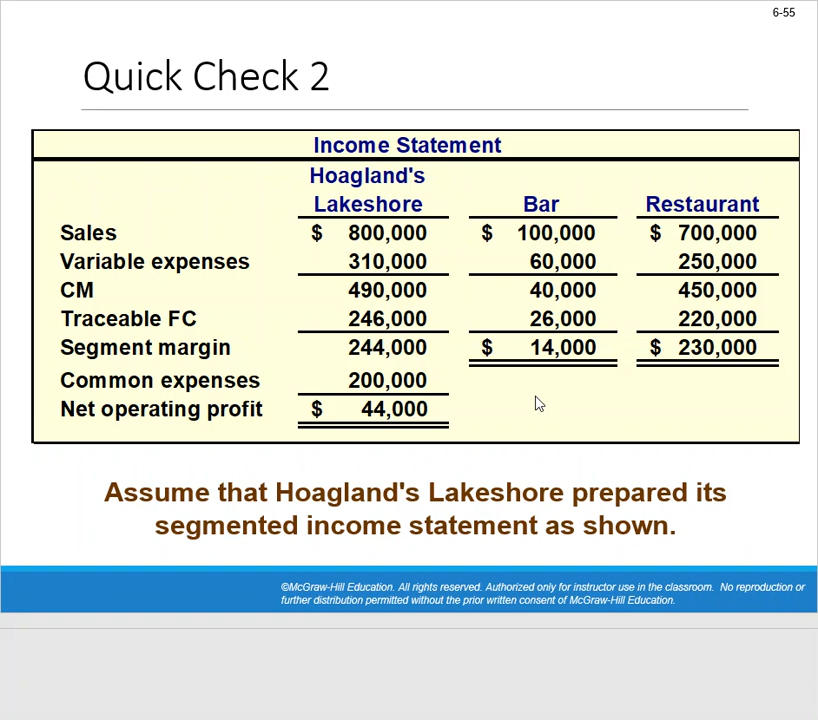 6-55
Quick Check 2
Income Statement
Hoagland's
Lakeshore Bar Restaurant
Sales $ 800,000 $ 100,000 $ 700,000
Variable expenses 310,000 60,000 250,000
CM 490,000 40,000 450,000
Traceable FC 246,000 26,000 220,000
Segment margin 244,000 $ 14,000 $ 230,000
Common expenses 200,000
Net operating profit $ 44,000
Assume that Hoagland's Lakeshore prepared its
segmented income statement as shown.
©McGraw-Hill Education. All rights reserved. Authorized only for instructor use in the classroom. No reproduction or
further distribution permitted without the prior written consent of McGraw-Hill Education.